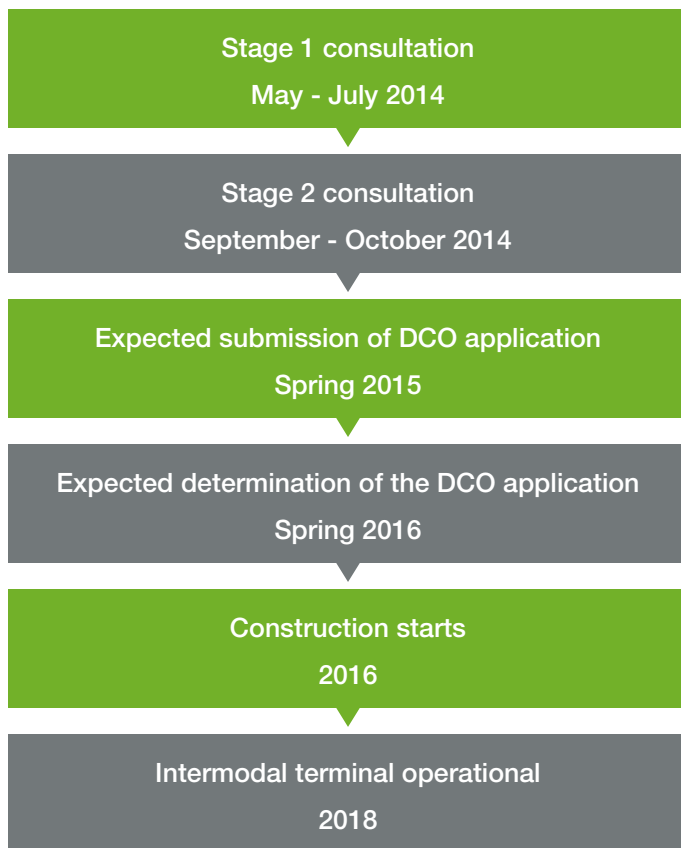 Stage 1 consultation
May - July 2014
Stage 2 consultation
September - October 2014
Expected submission of DCO application
Spring 2015
Expected determination of the DCO application
Spring 2016
Construction starts
2016
Intermodal terminal operational
2018